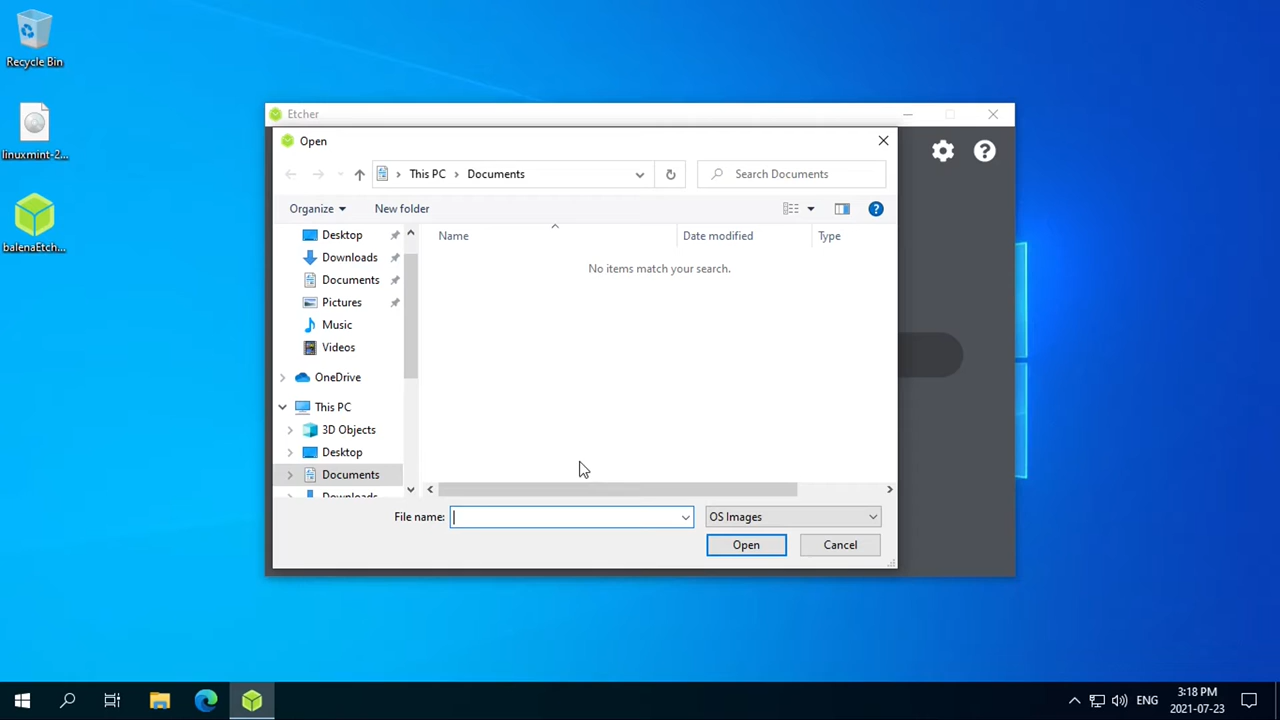 Recycle Bin
linuxmint-2...
balenaEtch...
Etcher
Open
This PC
Documents
Search Documents
Organize
New folder
Name
Date modified
Type
No items match your search.
Desktop
Downloads
Documents
Pictures
Music
Videos
OneDrive
This PC
3D Objects
Desktop
Documents
Downloads
File name:
OS Images
Open
Cancel
ENG
3:18 PM
2021-07-23